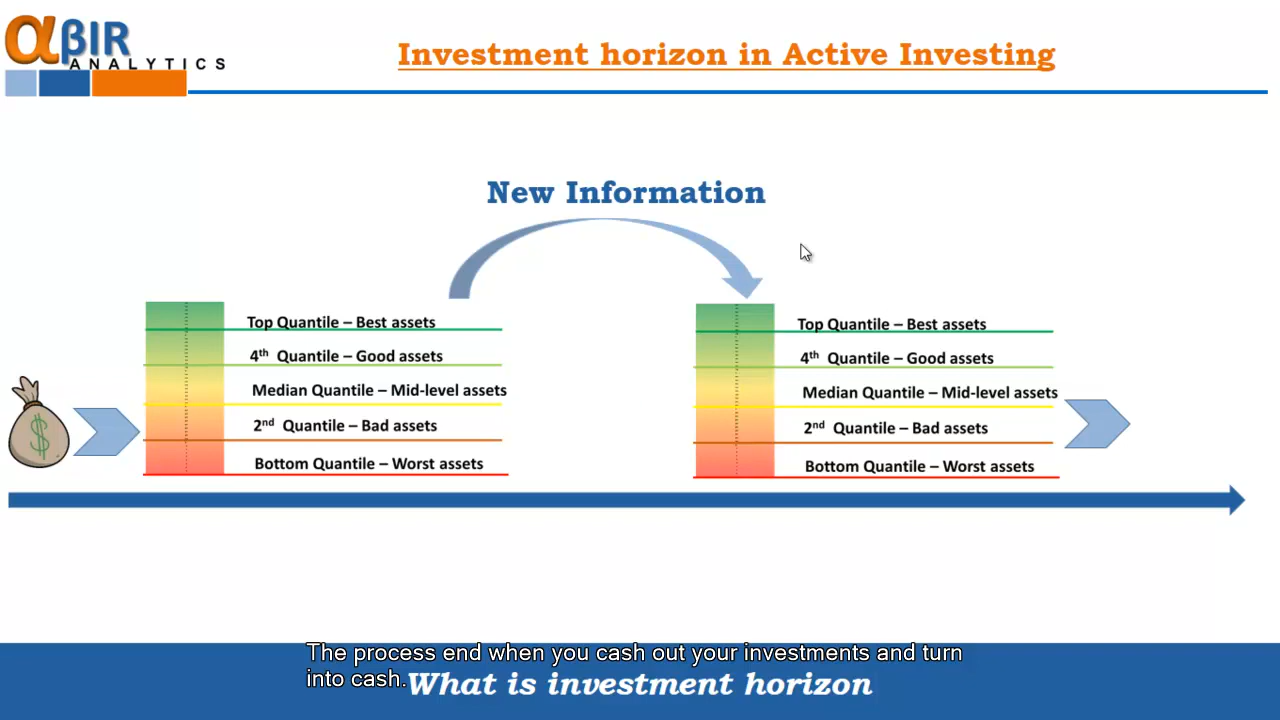 αβIR
ANALYTICS
Investment horizon in Active Investing
New Information
Top Quantile – Best assets
4th Quantile – Good assets
Median Quantile – Mid-level assets
2nd Quantile – Bad assets
Bottom Quantile – Worst assets
Top Quantile – Best assets
4th Quantile – Good assets
Median Quantile – Mid-level assets
2nd Quantile – Bad assets
Bottom Quantile – Worst assets
$
The process end when you cash out your investments and turn
into cash.
What is investment horizon